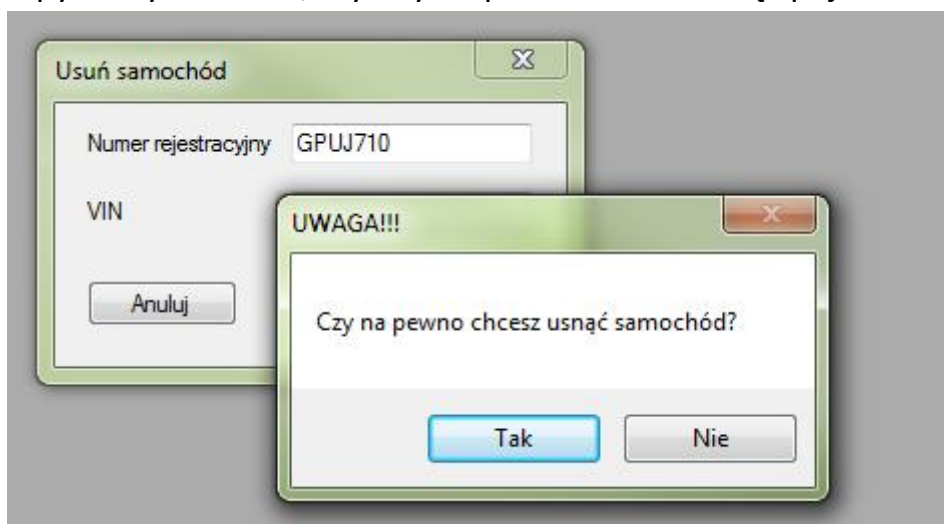 Usuń samochód
Numer rejestracyjny GPUJ710
VIN
Anuluj
UWAGA!!!
Czy na pewno chcesz usnąć samochód?
Tak Nie